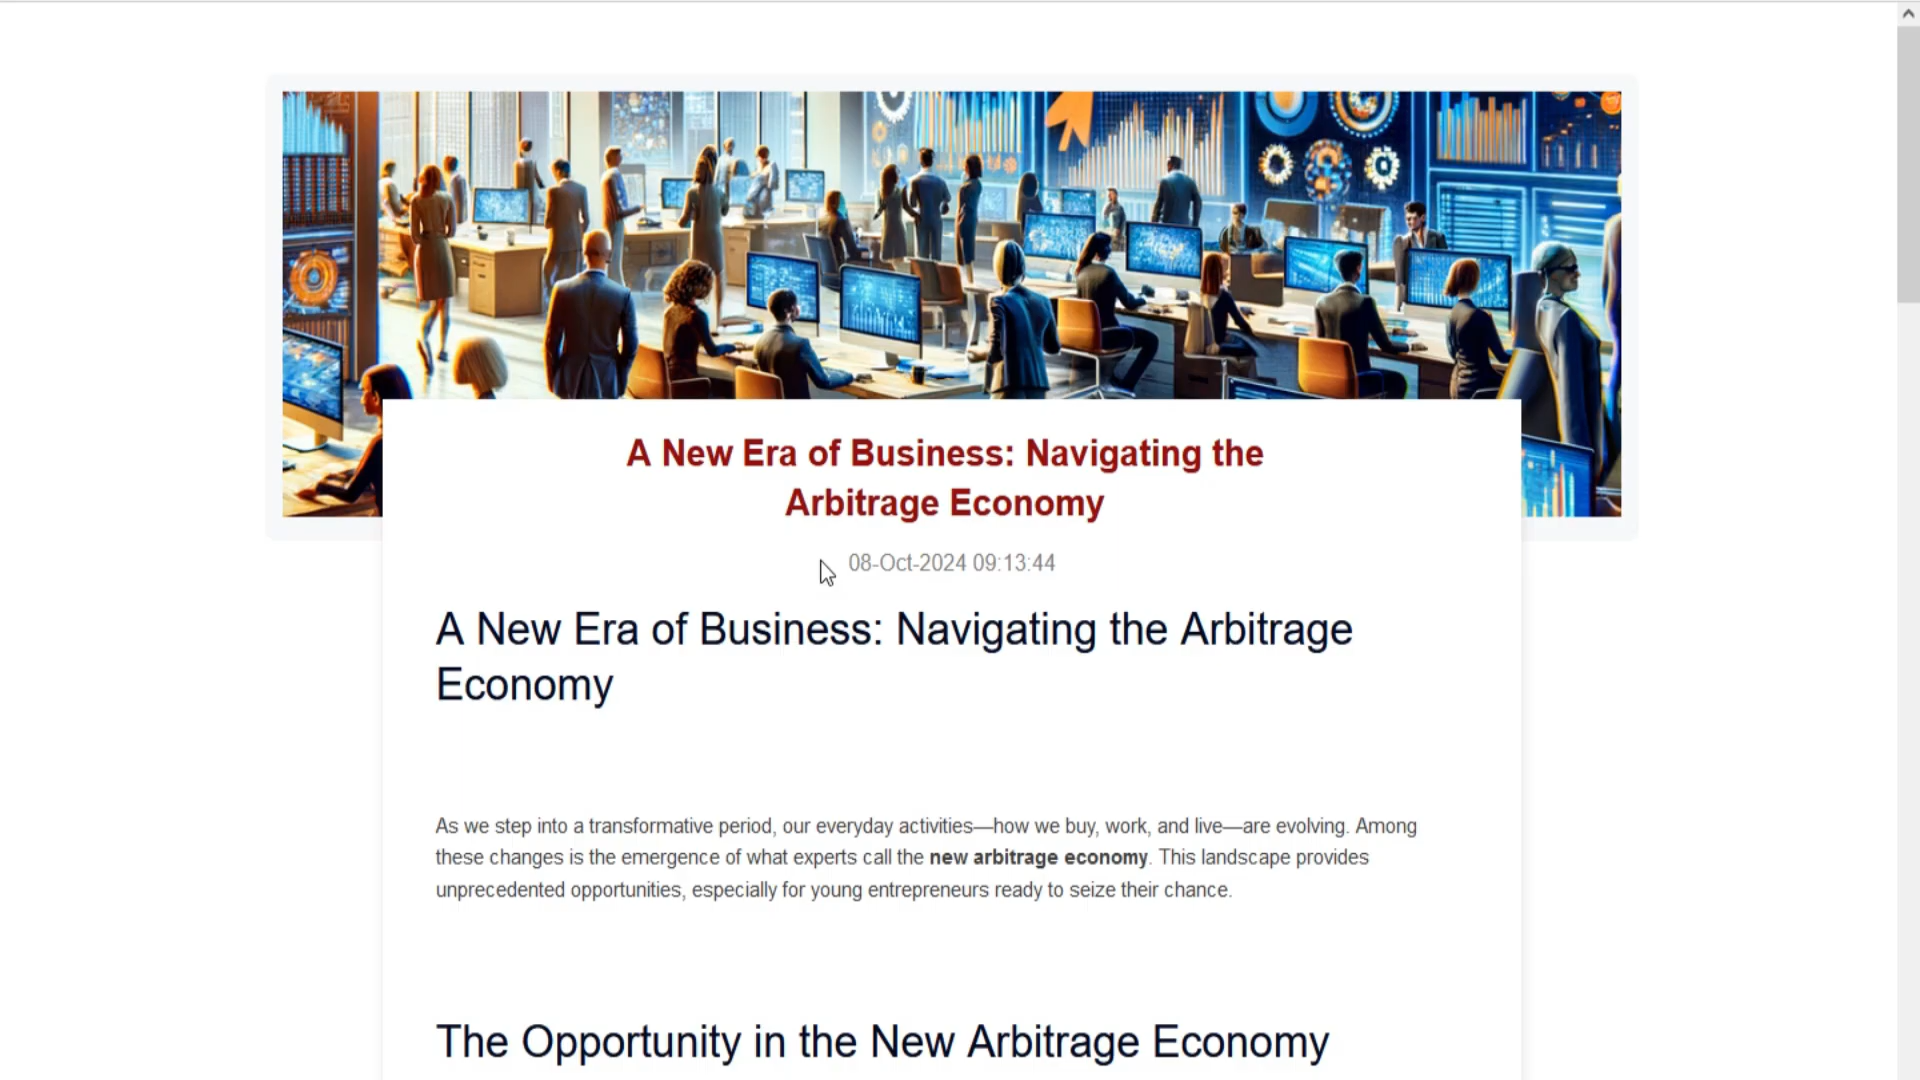 A New Era of Business: Navigating the
Arbitrage Economy
08-Oct-2024 09:13:44
A New Era of Business: Navigating the Arbitrage
Economy
As we step into a transformative period, our everyday activities—how we buy, work, and live—are evolving. Among
these changes is the emergence of what experts call the new arbitrage economy. This landscape provides
unprecedented opportunities, especially for young entrepreneurs ready to seize their chance.
The Opportunity in the New Arbitrage Economy